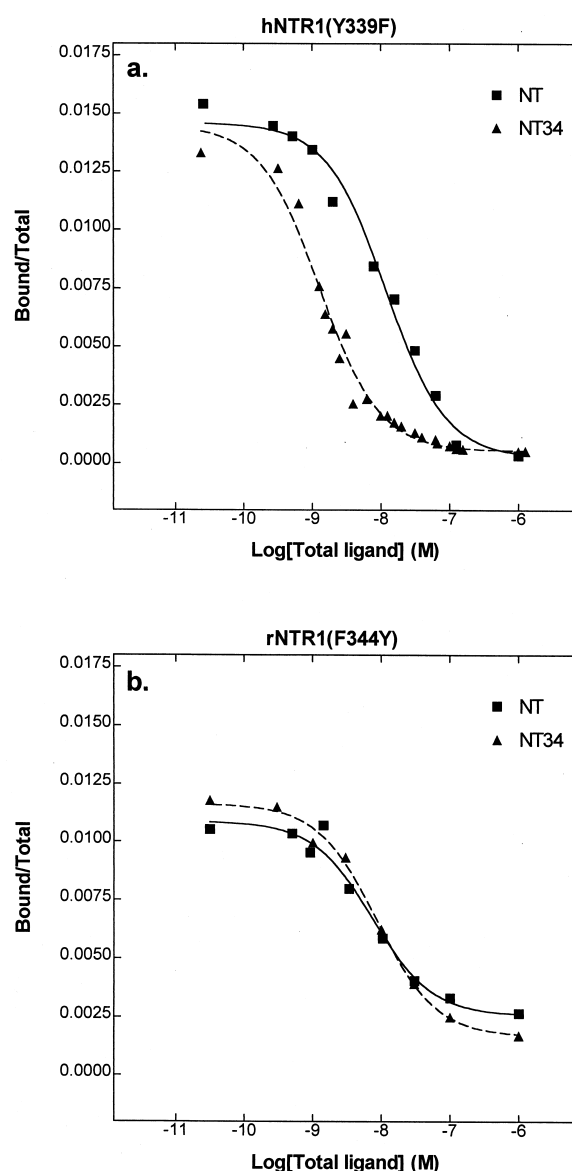 hNTR1(Y339F)
a.
NT
NT34
0.0175
0.0150
0.0125
0.0100
0.0075
0.0050
0.0025
0.0000
Bound/Total
-11 -10 -9 -8 -7 -6
Log[Total ligand] (M)
rNTR1(F344Y)
b.
NT
NT34
0.0175
0.0150
0.0125
0.0100
0.0075
0.0050
0.0025
0.0000
Bound/Total
-11 -10 -9 -8 -7 -6
Log[Total ligand] (M)